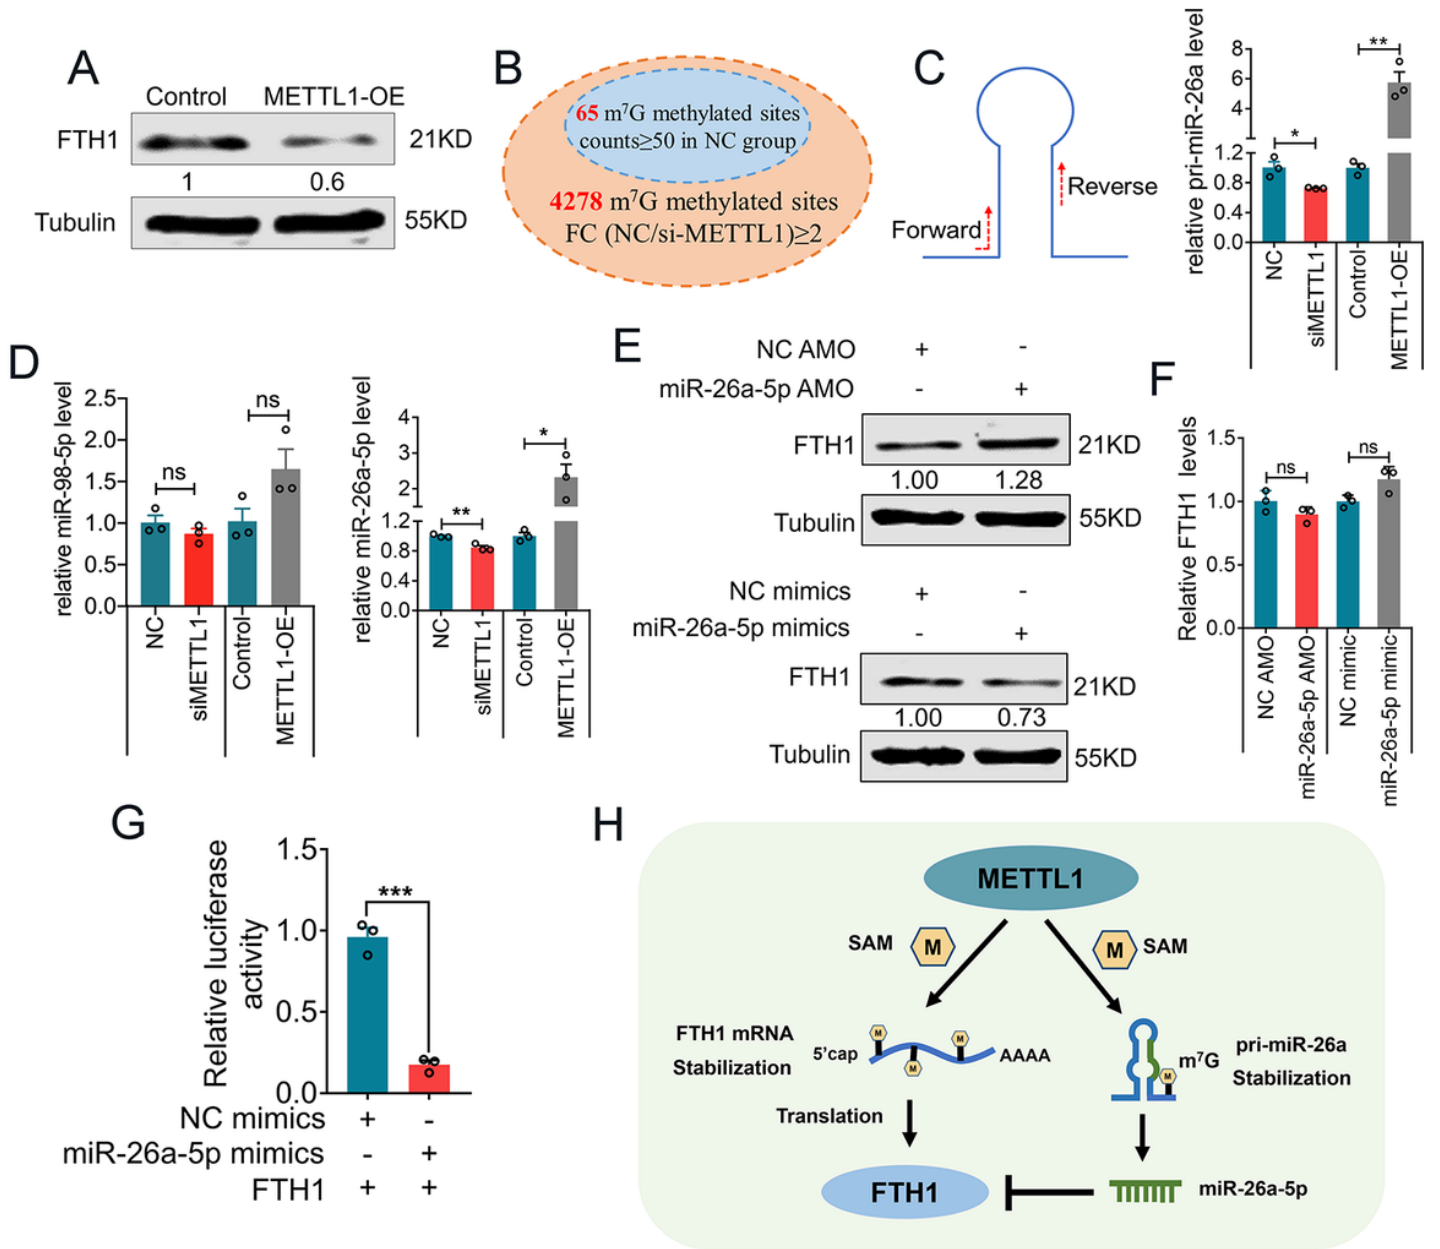 A
Control METTL1-OE
FTH1 21KD
1 0.6
Tubulin 55KD
B
65 m⁷G methylated sites
counts≥50 in NC group
4278 m⁷G methylated sites
FC (NC/si-METTL1)≥2
C
Forward
Reverse
relative pri-miR-26a level
8
6
4
1.2
0.8
0.4
0.0
*
**
NC
siMETTL1
Control
METTL1-OE
D
relative miR-98-5p level
2.5
2.0
1.5
1.0
0.5
0.0
ns
ns
NC
siMETTL1
Control
METTL1-OE
relative miR-26a-5p level
4
3
2
1.2
0.8
0.4
0.0
**
*
NC
siMETTL1
Control
METTL1-OE
E
NC AMO + -
miR-26a-5p AMO - +
FTH1 21KD
1.00 1.28
Tubulin 55KD
NC mimics + -
miR-26a-5p mimics - +
FTH1 21KD
1.00 0.73
Tubulin 55KD
F
Relative FTH1 levels
1.5
1.0
0.5
0.0
ns
ns
NC AMO
miR-26a-5p AMO
NC mimic
miR-26a-5p mimic
G
Relative luciferase
activity
1.5
1.0
0.5
0.0
***
NC mimics + -
miR-26a-5p mimics - +
FTH1 + +
H
METTL1
SAM M
M SAM
FTH1 mRNA
Stabilization
5'cap M M M AAAA
M m⁷G
pri-miR-26a
Stabilization
Translation
FTH1
miR-26a-5p